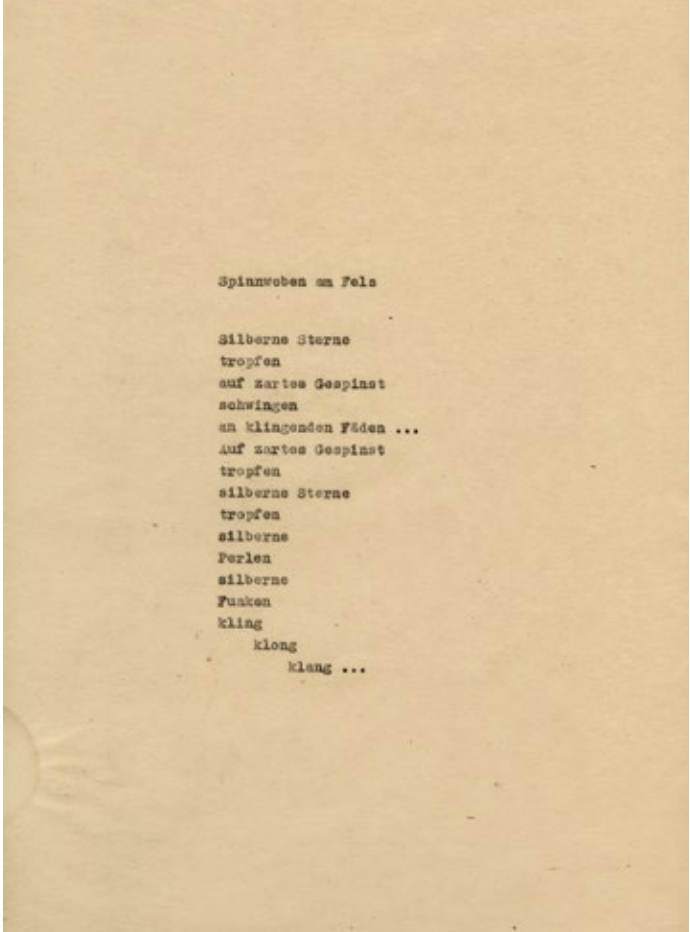 Spinnweben am Fels
Silberne Sterne
tropfen
auf zartes Gespinst
schwingen
an klingenden Fäden ...
Auf zartes Gespinst
tropfen
silberne Sterne
tropfen
silberne
Perlen
silberne
Funken
kling
klong
klang ...